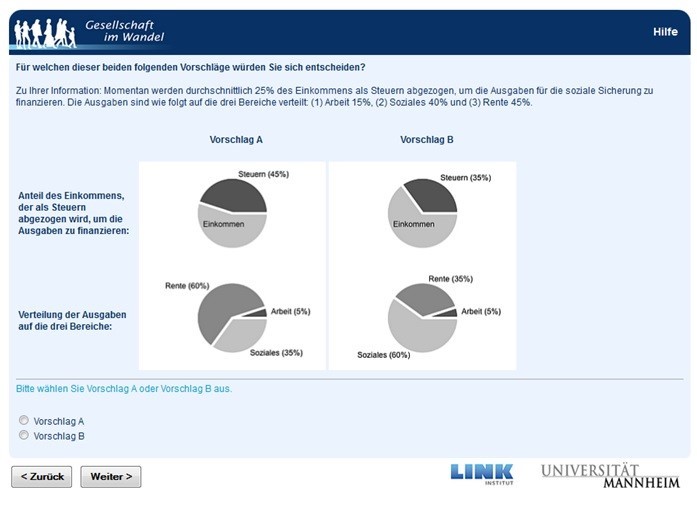 Gesellschaft
im Wandel
Hilfe
Für welchen dieser beiden folgenden Vorschläge würden Sie sich entscheiden?
Zu Ihrer Information: Momentan werden durchschnittlich 25% des Einkommens als Steuern abgezogen, um die Ausgaben für die soziale Sicherung zu
finanzieren. Die Ausgaben sind wie folgt auf die drei Bereiche verteilt: (1) Arbeit 15%, (2) Soziales 40% und (3) Rente 45%.
Vorschlag A
Vorschlag B
Anteil des Einkommens,
der als Steuern
abgezogen wird, um die
Ausgaben zu finanzieren:
Steuern (45%)
Einkommen
Steuern (35%)
Einkommen
Verteilung der Ausgaben
auf die drei Bereiche:
Rente (60%)
Arbeit (5%)
Soziales (35%)
Rente (35%)
Arbeit (5%)
Soziales (60%)
Bitte wählen Sie Vorschlag A oder Vorschlag B aus.
Vorschlag A
Vorschlag B
< Zurück
Weiter >
LINK
INSTITUT
UNIVERSITÄT
MANNHEIM